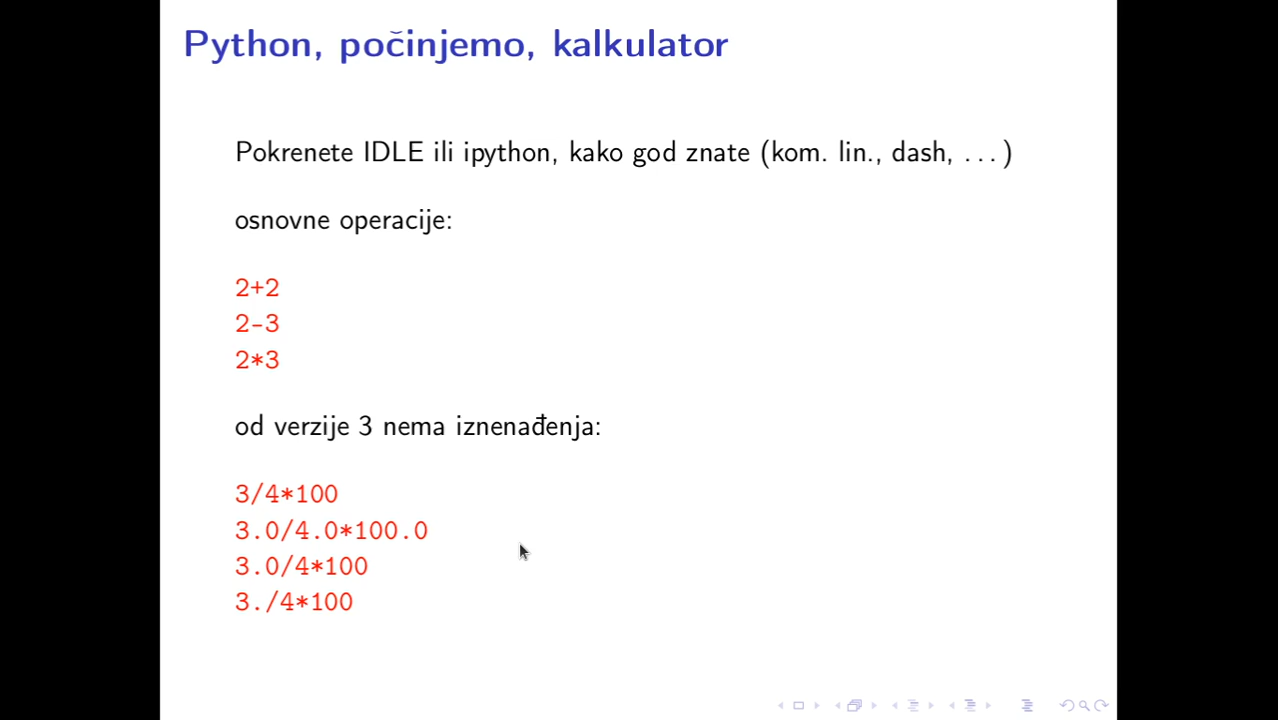 Python, počinjemo, kalkulator
Pokrenete IDLE ili ipython, kako god znate (kom. lin., dash, ...)
osnovne operacije:
2+2
2-3
2*3
od verzije 3 nema iznenađenja:
3/4*100
3.0/4.0*100.0
3.0/4*100
3./4*100